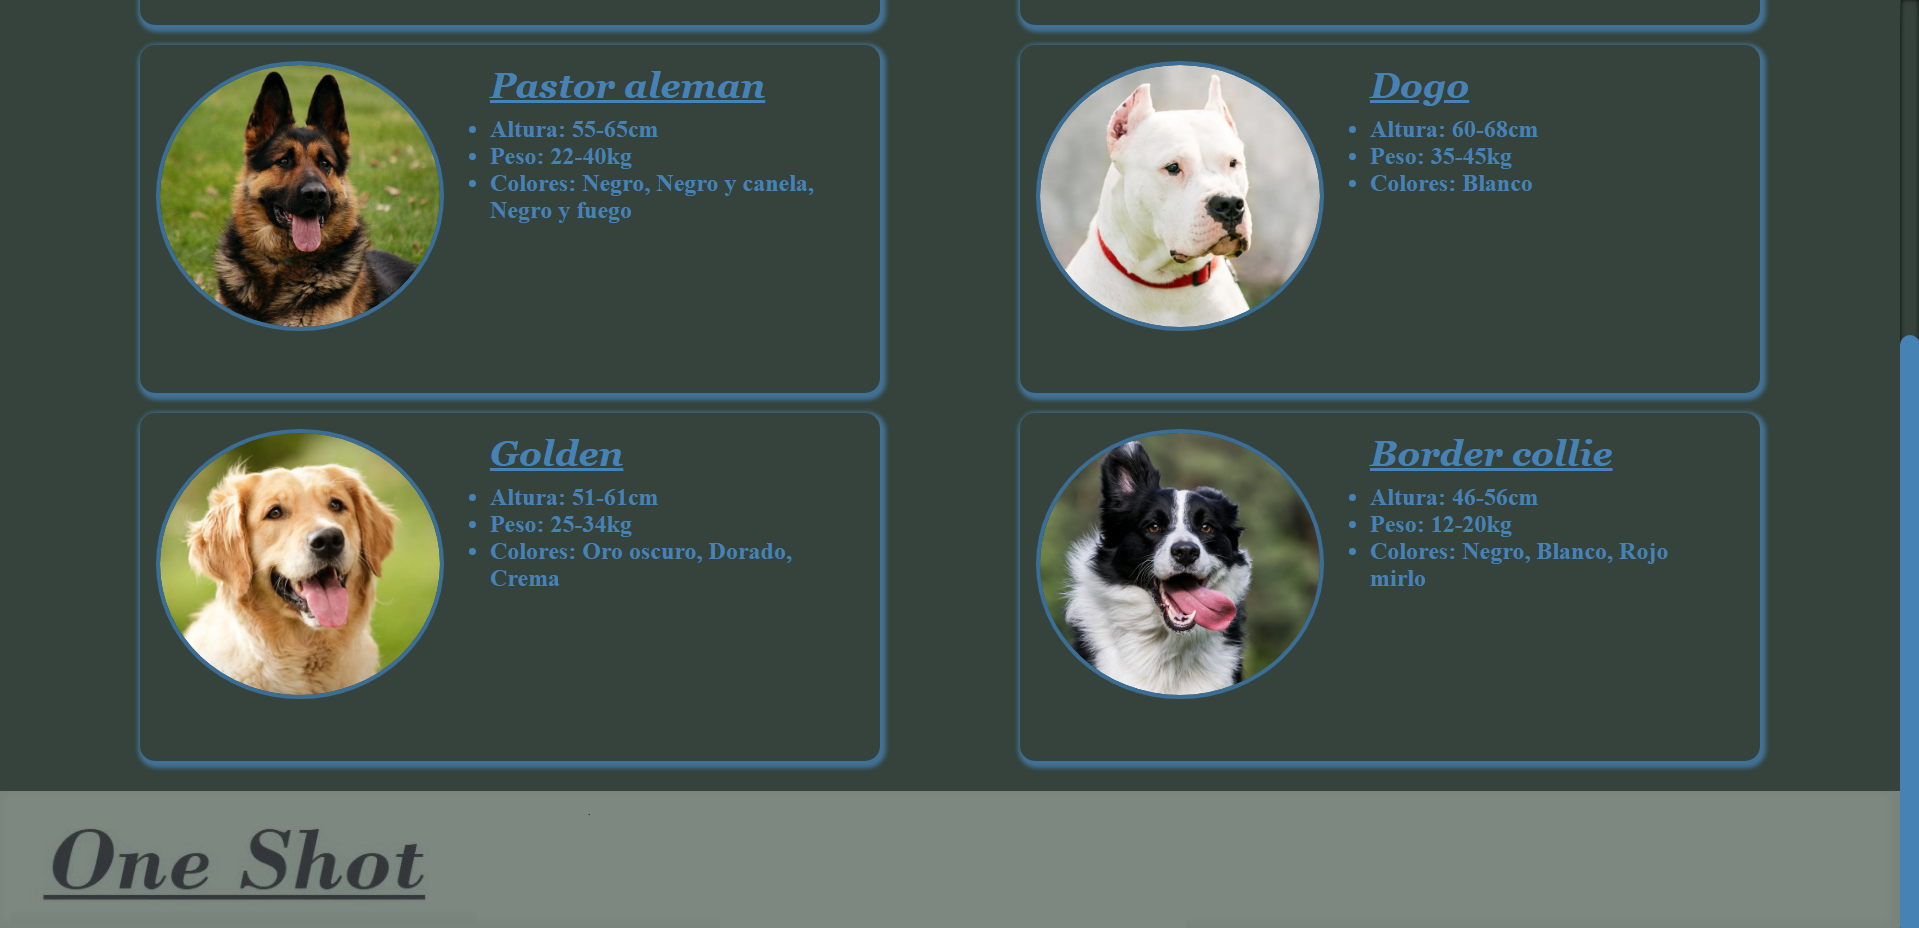 Pastor aleman
Altura: 55-65cm
Peso: 22-40kg
Colores: Negro, Negro y canela,
Negro y fuego
Dogo
Altura: 60-68cm
Peso: 35-45kg
Colores: Blanco
Golden
Altura: 51-61cm
Peso: 25-34kg
Colores: Oro oscuro, Dorado,
Crema
Border collie
Altura: 46-56cm
Peso: 12-20kg
Colores: Negro, Blanco, Rojo
mirlo
One Shot